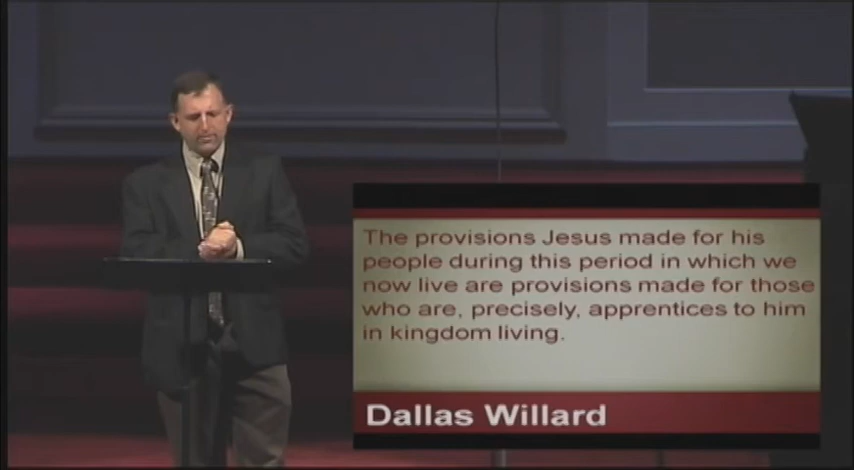 The provisions Jesus made for his
people during this period in which we
now live are provisions made for those
who are, precisely, apprentices to him
in kingdom living.
Dallas Willard